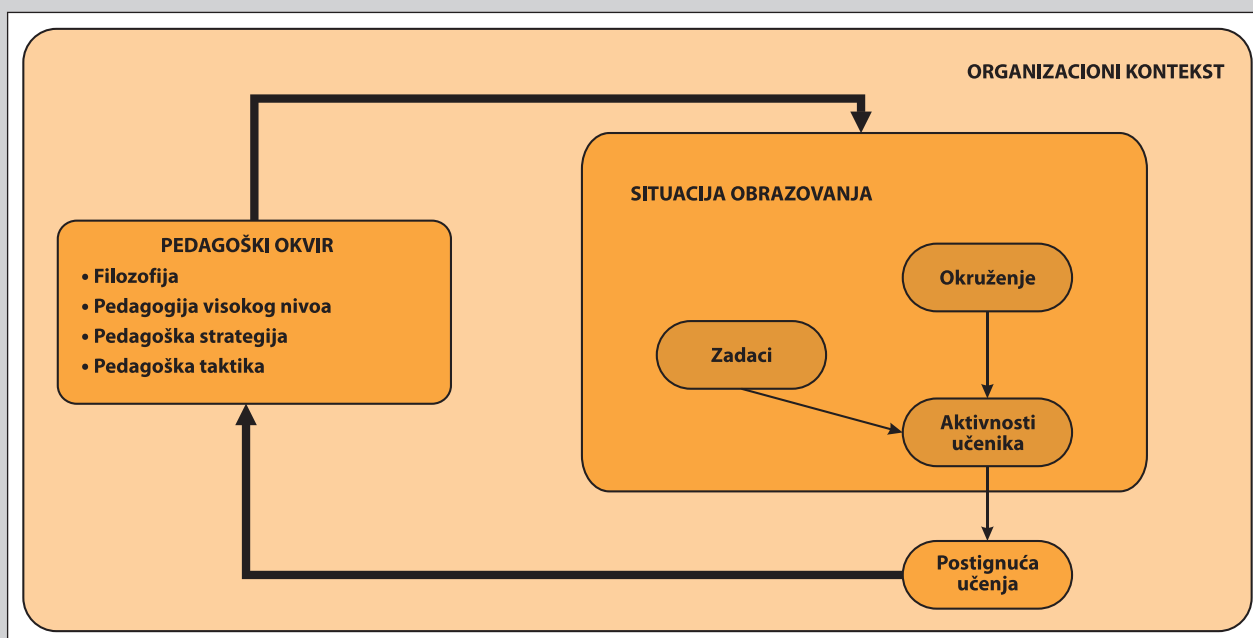 ORGANIZACIONI KONTEKST
PEDAGOŠKI OKVIR
• Filozofija
• Pedagogija visokog nivoa
• Pedagoška strategija
• Pedagoška taktika
SITUACIJA OBRAZOVANJA
Okruženje
Zadaci
Aktivnosti
učenika
Postignuća
učenja